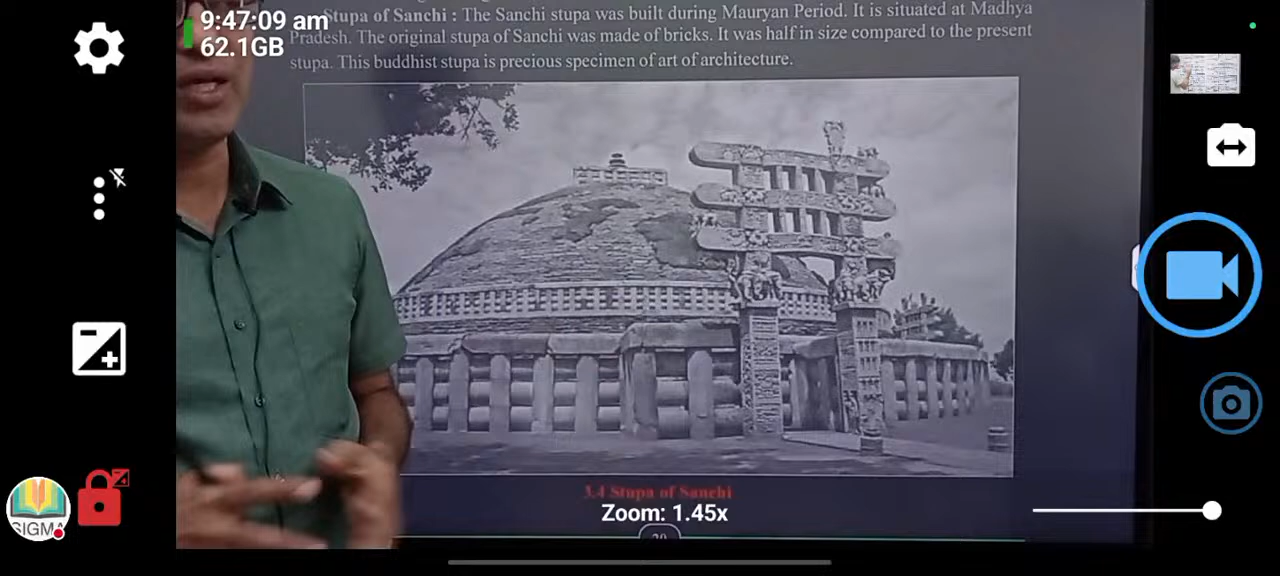 9:47:09 am
62.1GB
Stupa of Sanchi : The Sanchi stupa was built during Mauryan Period. It is situated at Madhya
Pradesh. The original stupa of Sanchi was made of bricks. It was half in size compared to the present
stupa. This buddhist stupa is precious specimen of art of architecture.
3.4 Stupa of Sanchi
Zoom: 1.45x
20
SIGMA